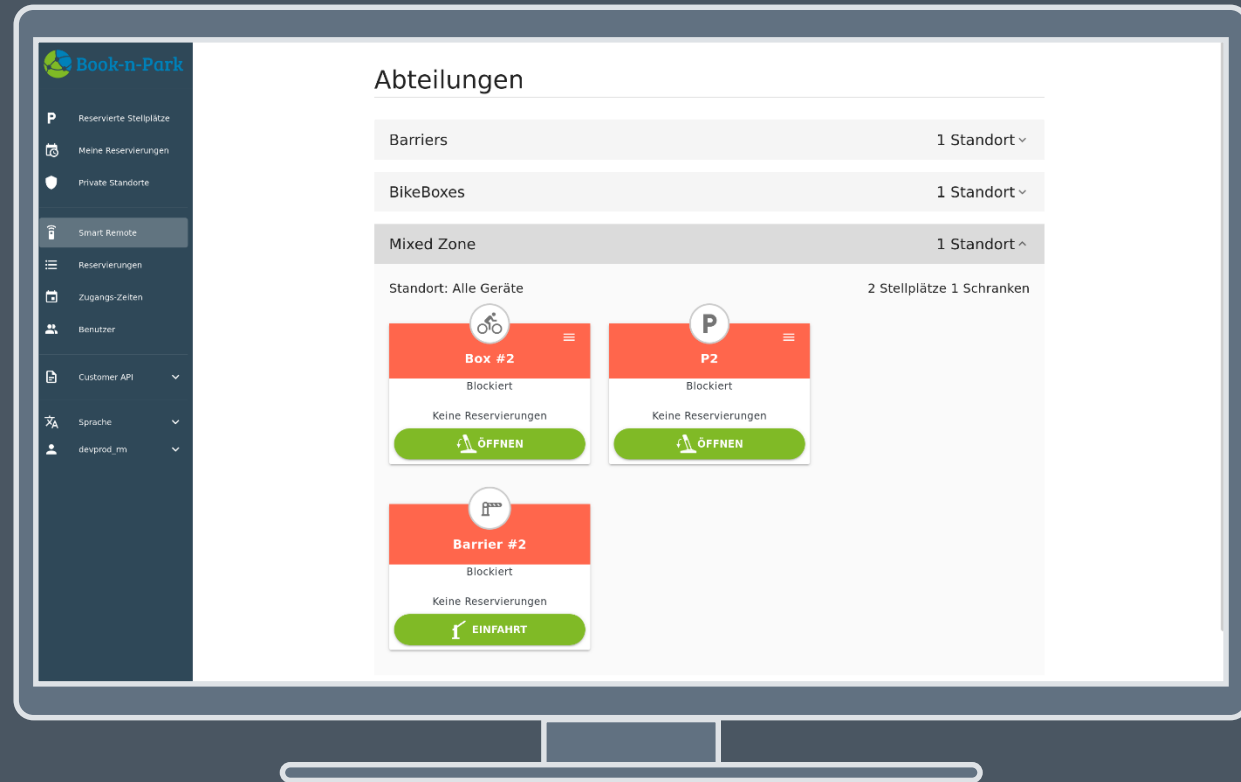 Book-n-Park
Reservierte Stellplätze
Meine Reservierungen
Private Standorte
Smart Remote
Reservierungen
Zugangs-Zeiten
Benutzer
Customer API
Sprache
devprod_rm
Abteilungen
Barriers 1 Standort
BikeBoxes 1 Standort
Mixed Zone 1 Standort
Standort: Alle Geräte 2 Stellplätze 1 Schranken
P
Box #2 P2
Blockiert Blockiert
Keine Reservierungen Keine Reservierungen
ÖFFNEN ÖFFNEN
Barrier #2
Blockiert
Keine Reservierungen
EINFAHRT